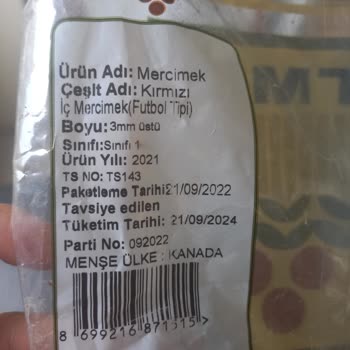 Ürün Adı: Mercimek
Çeşit Adı: Kırmızı
İç Mercimek(Futbol Tipi)
Boyu: 3mm üstü
Sınıfı:Sınıfı 1
Ürün Yılı: 2021
TS NO: TS143
Paketleme Tarihi:21/09/2022
Tavsiye edilen
Tüketim Tarihi: 21/09/2024
Parti No: 092022
MENŞE ÜLKE : KANADA
8 699216 871515>
TM